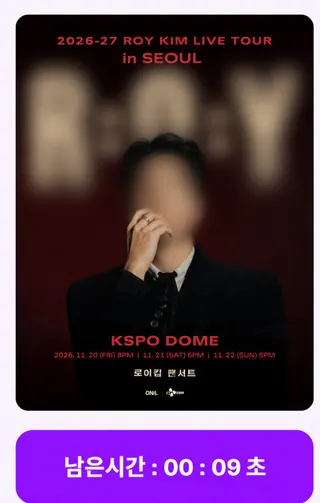 2026-27 ROY KIM LIVE TOUR
in SEOUL
R:O:Y
KSPO DOME
2026. 11. 20 (FRI) 8PM | 11. 21 (SAT) 6PM | 11. 22 (SUN) 5PM
로이킴 콘서트
남은시간 : 00 : 09 초